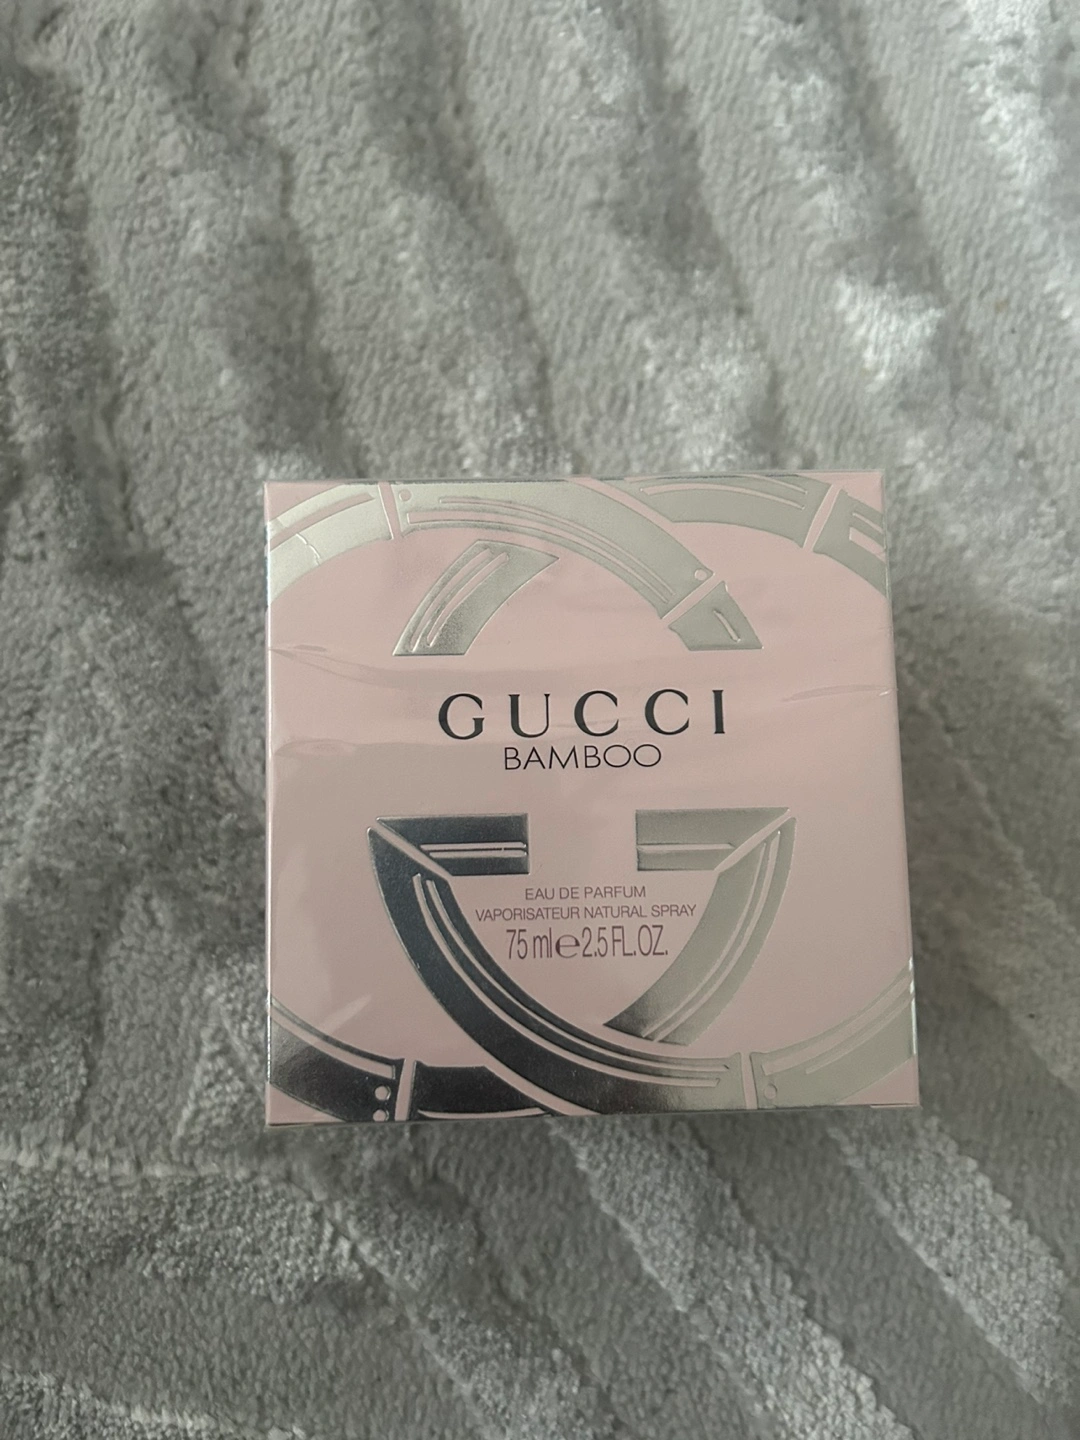 GUCCI
BAMBOO
EAU DE PARFUM
VAPORISATEUR NATURAL SPRAY
75 ml e 2.5 FL.OZ.